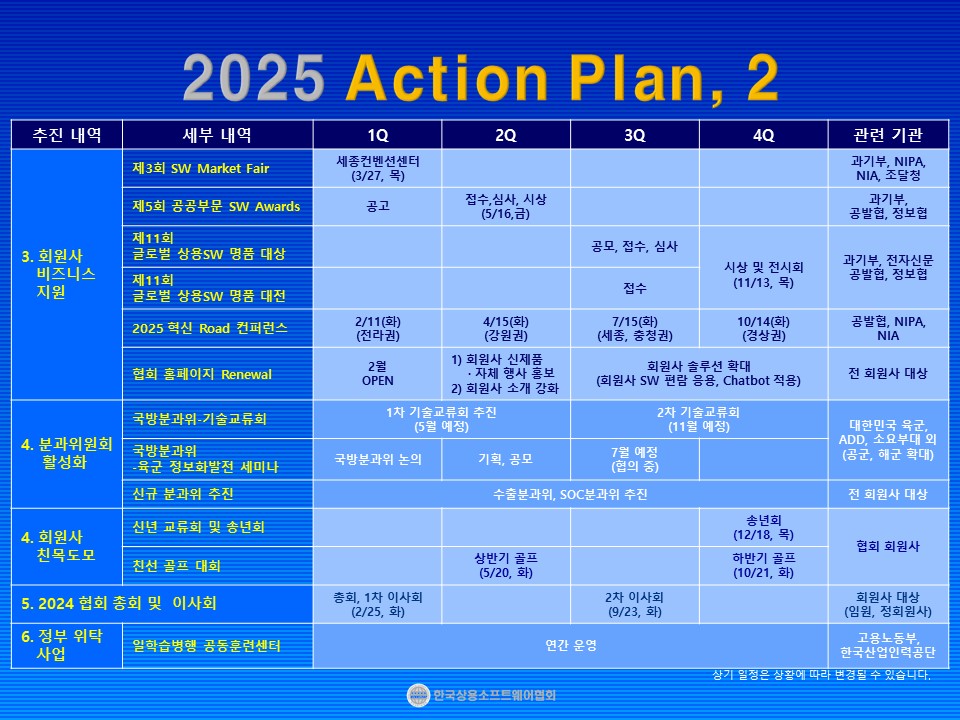 2025 Action Plan, 2
추진 내역 세부 내역 1Q 2Q 3Q 4Q 관련 기관
3. 회원사
비즈니스
지원
제3회 SW Market Fair
세종컨벤션센터
(3/27, 목)
과기부, NIPA,
NIA, 조달청
제5회 공공부문 SW Awards
공고
접수,심사, 시상
(5/16,금)
과기부,
공발협, 정보협
제11회
글로벌 상용SW 명품 대상
공모, 접수, 심사
시상 및 전시회
(11/13, 목)
과기부, 전자신문
공발협, 정보협
제11회
글로벌 상용SW 명품 대전
접수
2025 혁신 Road 컨퍼런스
2/11(화)
(전라권)
4/15(화)
(강원권)
7/15(화)
(세종, 충청권)
10/14(화)
(경상권)
공발협, NIPA,
NIA
협회 홈페이지 Renewal
2월
OPEN
1) 회원사 신제품
· 자체 행사 홍보
2) 회원사 소개 강화
회원사 솔루션 확대
(회원사 SW 편람 응용, Chatbot 적용)
전 회원사 대상
4. 분과위원회
활성화
국방분과위-기술교류회
1차 기술교류회 추진
(5월 예정)
2차 기술교류회
(11월 예정)
대한민국 육군,
ADD, 소요부대 외
(공군, 해군 확대)
국방분과위
-육군 정보화발전 세미나
국방분과위 논의
기획, 공모
7월 예정
(협의 중)
신규 분과위 추진
수출분과위, SOC분과위 추진
전 회원사 대상
4. 회원사
친목도모
신년 교류회 및 송년회
송년회
(12/18, 목)
협회 회원사
친선 골프 대회
상반기 골프
(5/20, 화)
하반기 골프
(10/21, 화)
5. 2024 협회 총회 및 이사회
총회, 1차 이사회
(2/25, 화)
2차 이사회
(9/23, 화)
회원사 대상
(임원, 정회원사)
6. 정부 위탁
사업
일학습병행 공동훈련센터
연간 운영
고용노동부,
한국산업인력공단
상기 일정은 상황에 따라 변경될 수 있습니다.
한국상용소프트웨어협회